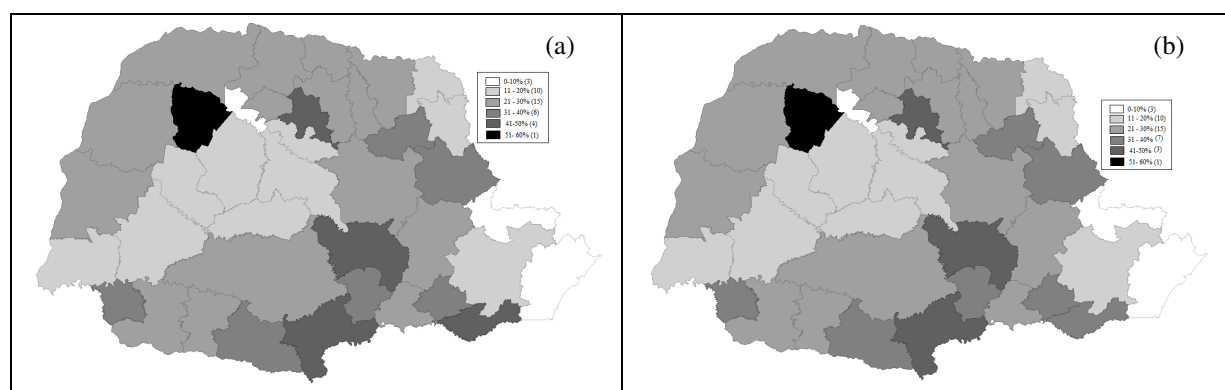 (a)
0-10% (3)
11 - 20% (10)
21 - 30% (15)
31 - 40% (6)
41-50% (4)
51- 60% (1)
(b)
0-10% (3)
11 - 20% (10)
21 - 30% (15)
31 - 40% (7)
41-50% (3)
51- 60% (1)